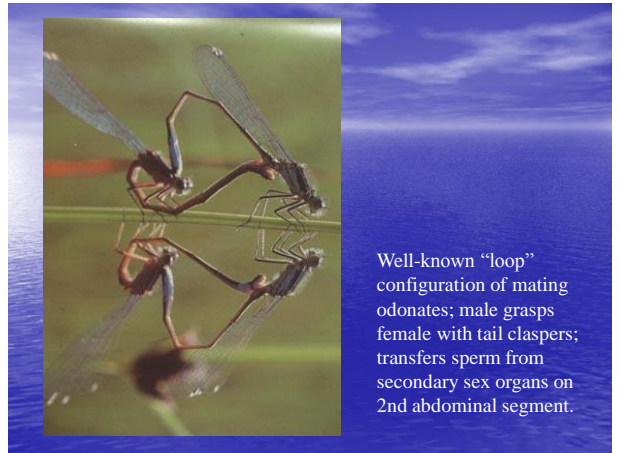 Well-known “loop”
configuration of mating
odonates; male grasps
female with tail claspers;
transfers sperm from
secondary sex organs on
2nd abdominal segment.